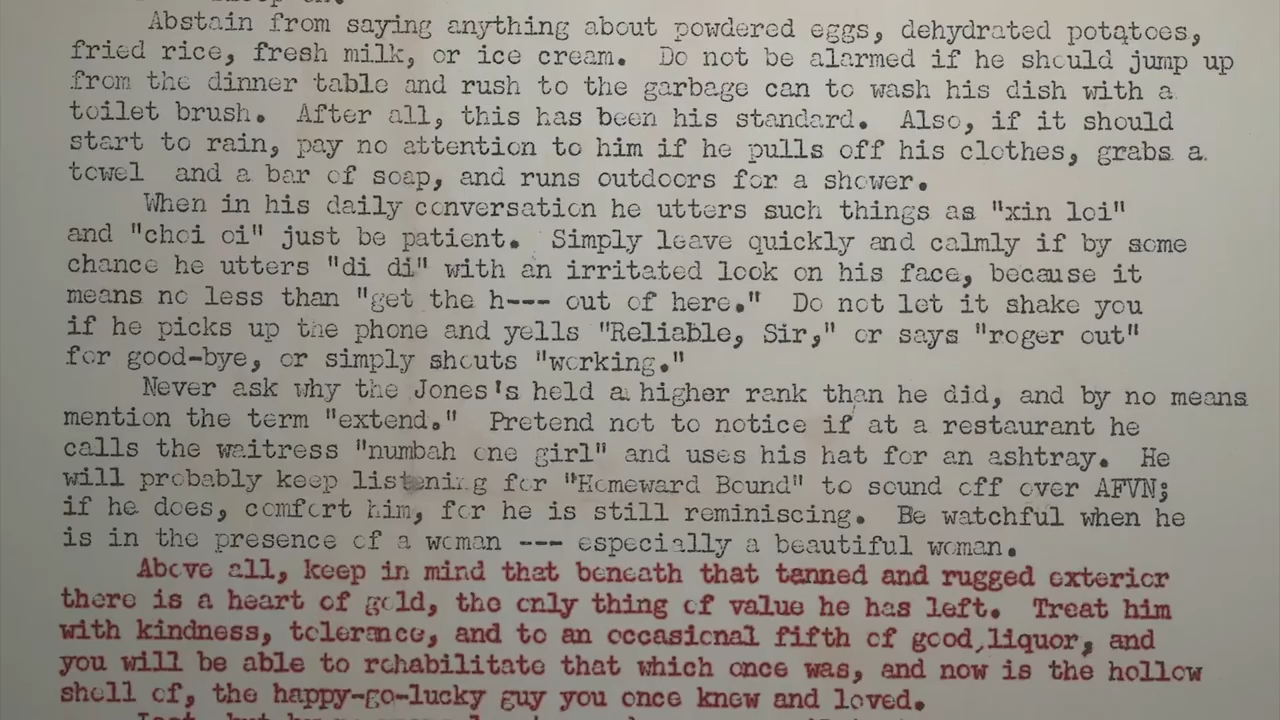 Abstain from saying anything about powdered eggs, dehydrated potatoes,
fried rice, fresh milk, or ice cream. Do not be alarmed if he should jump up
from the dinner table and rush to the garbage can to wash his dish with a
toilet brush. After all, this has been his standard. Also, if it should
start to rain, pay no attention to him if he pulls off his clothes, grabs a
towel and a bar of soap, and runs outdoors for a shower.
When in his daily conversation he utters such things as "xin loi"
and "choi oi" just be patient. Simply leave quickly and calmly if by some
chance he utters "di di" with an irritated look on his face, because it
means no less than "get the h--- out of here." Do not let it shake you
if he picks up the phone and yells "Reliable, Sir," or says "roger out"
for good-bye, or simply shouts "working."
Never ask why the Jones's held a higher rank than he did, and by no means
mention the term "extend." Pretend not to notice if at a restaurant he
calls the waitress "numbah one girl" and uses his hat for an ashtray. He
will probably keep listening for "Homeward Bound" to sound off over AFVN;
if he does, comfort him, for he is still reminiscing. Be watchful when he
is in the presence of a woman --- especially a beautiful woman.
Above all, keep in mind that beneath that tanned and rugged exterior
there is a heart of gold, the only thing of value he has left. Treat him
with kindness, tolerance, and to an occasional fifth of good liquor, and
you will be able to rehabilitate that which once was, and now is the hollow
shell of, the happy-go-lucky guy you once knew and loved.